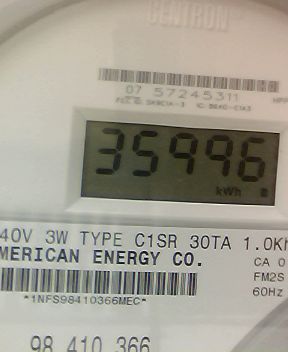 CENTRON
07 57245311
35996
kWh
40V 3W TYPE C1SR 30TA 1.0Kh
MERICAN ENERGY CO.
CA 0
FM2S
60Hz
*1NFS98410366MEC*
98 410 366